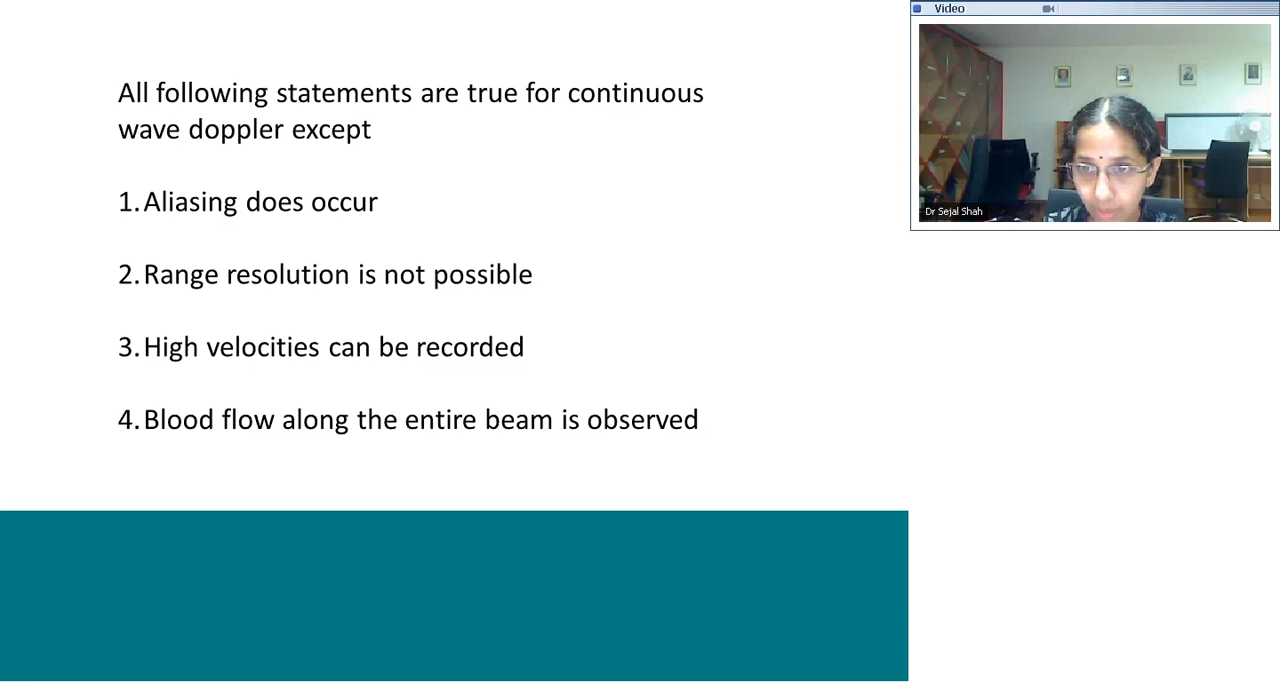 Video
All following statements are true for continuous
wave doppler except
1. Aliasing does occur
2. Range resolution is not possible
3. High velocities can be recorded
4. Blood flow along the entire beam is observed
Dr Sejal Shah